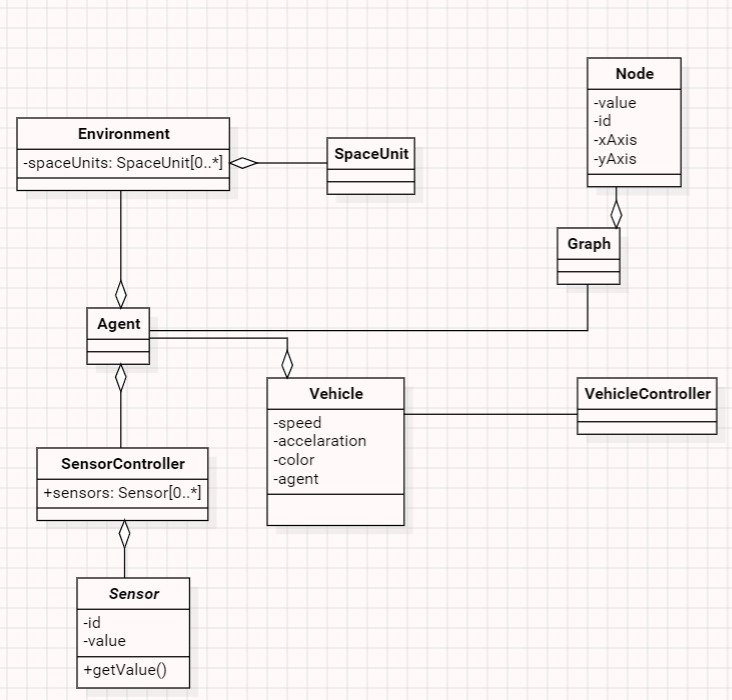 Node
-value
-id
-xAxis
-yAxis
Environment
-spaceUnits: SpaceUnit[0..*]
SpaceUnit
Graph
Agent
Vehicle
-speed
-accelaration
-color
-agent
VehicleController
SensorController
+sensors: Sensor[0..*]
Sensor
-id
-value
+getValue()